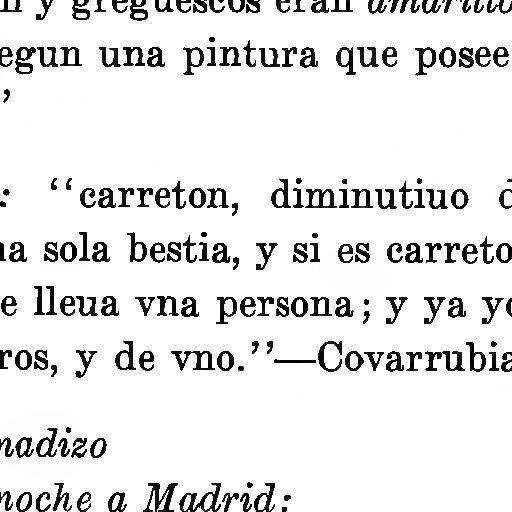 n y greguescos eran amarillo
egun una pintura que posee
’
: “carreton, diminutiuo d
na sola bestia, y si es carreto
e lleua vna persona; y ya yo
ros, y de vno.”—Covarrubia
nadizo
noche a Madrid: